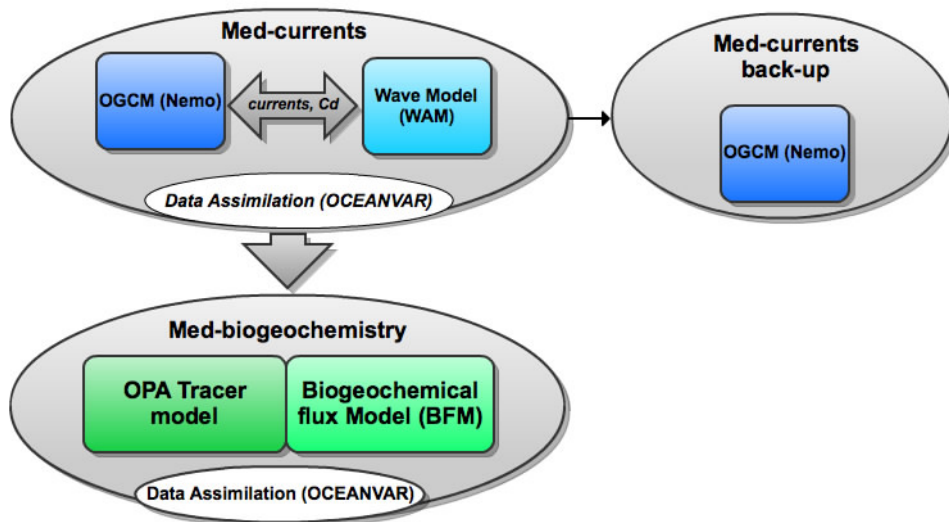 Med-currents
OGCM (Nemo)
currents, Cd
Wave Model
(WAM)
Data Assimilation (OCEANVAR)
Med-currents
back-up
OGCM (Nemo)
Med-biogeochemistry
OPA Tracer
model
Biogeochemical
flux Model (BFM)
Data Assimilation (OCEANVAR)